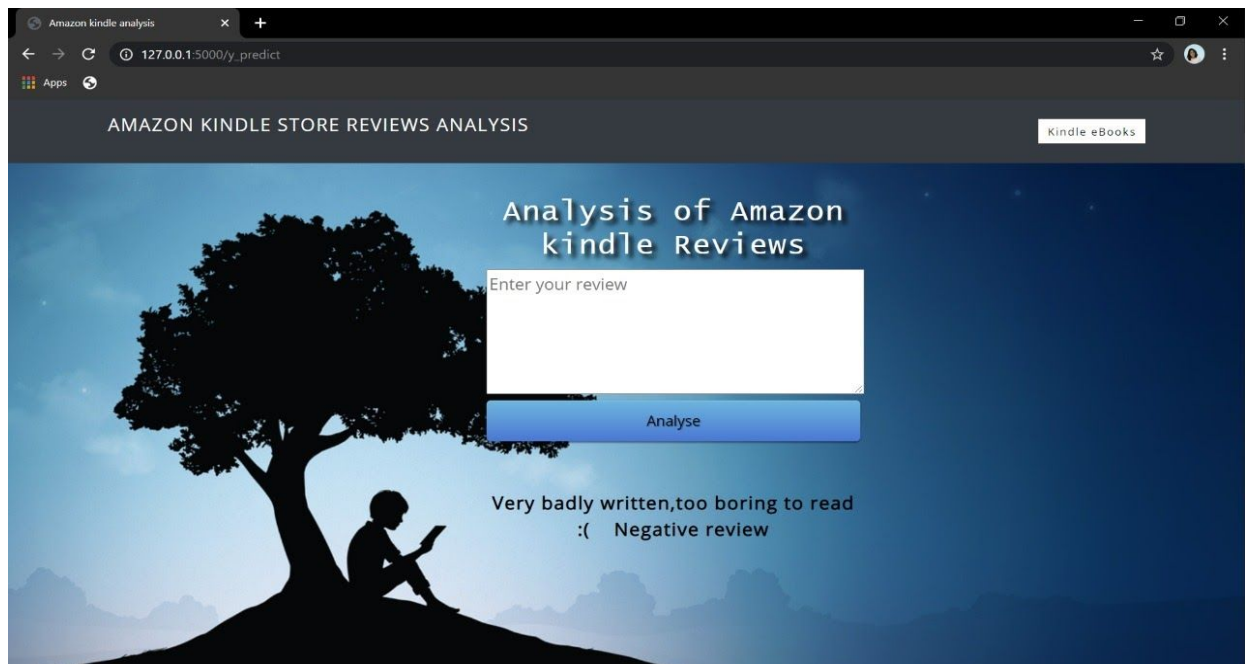 Amazon kindle analysis
127.0.0.1:5000/y_predict
Apps
AMAZON KINDLE STORE REVIEWS ANALYSIS
Kindle eBooks
Analysis of Amazon
kindle Reviews
Enter your review
Analyse
Very badly written,too boring to read
:( Negative review